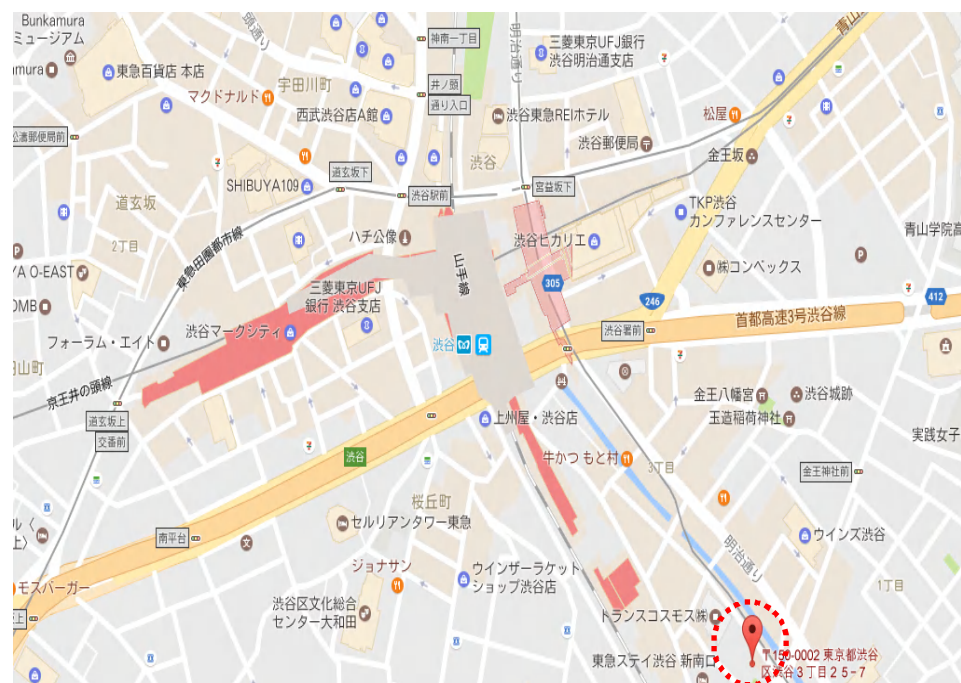 Bunkamura
ミュージアム
mura
東急百貨店 本店
神南一丁目
井ノ頭
通り入口
明治通り
三菱東京UFJ銀行
渋谷明治通支店
宇田川町
マクドナルド
西武渋谷店A館
渋谷東急REIホテル
渋谷郵便局
松屋
金王坂
渋谷
道玄坂下
渋谷駅前
宮益坂下
SHIBUYA109
道玄坂
2丁目
東急田園都市線
ハチ公像
山手線
渋谷ヒカリエ
TKP渋谷
カンファレンスセンター
青山学院高
㈱コンベックス
YA O-EAST
OMB
三菱東京UFJ
銀行 渋谷支店
305
246
412
首都高速3号渋谷線
渋谷署前
フォーラム・エイト
渋谷マークシティ
渋谷
京王井の頭線
道玄坂上
交番前
金王八幡宮
渋谷城跡
玉造稲荷神社
実践女子
上州屋・渋谷店
渋谷
牛かつ もと村
3丁目
金王神社前
桜丘町
セルリアンタワー東急
南平台
明治通り
ウインズ渋谷
モスバーガー
ジョナサン
ウインザーラケット
ショップ渋谷店
1丁目
渋谷区文化総合
センター大和田
トランスコスモス㈱
東急ステイ渋谷 新南口
〒150-0002 東京都渋谷
区渋谷３丁目２５−７